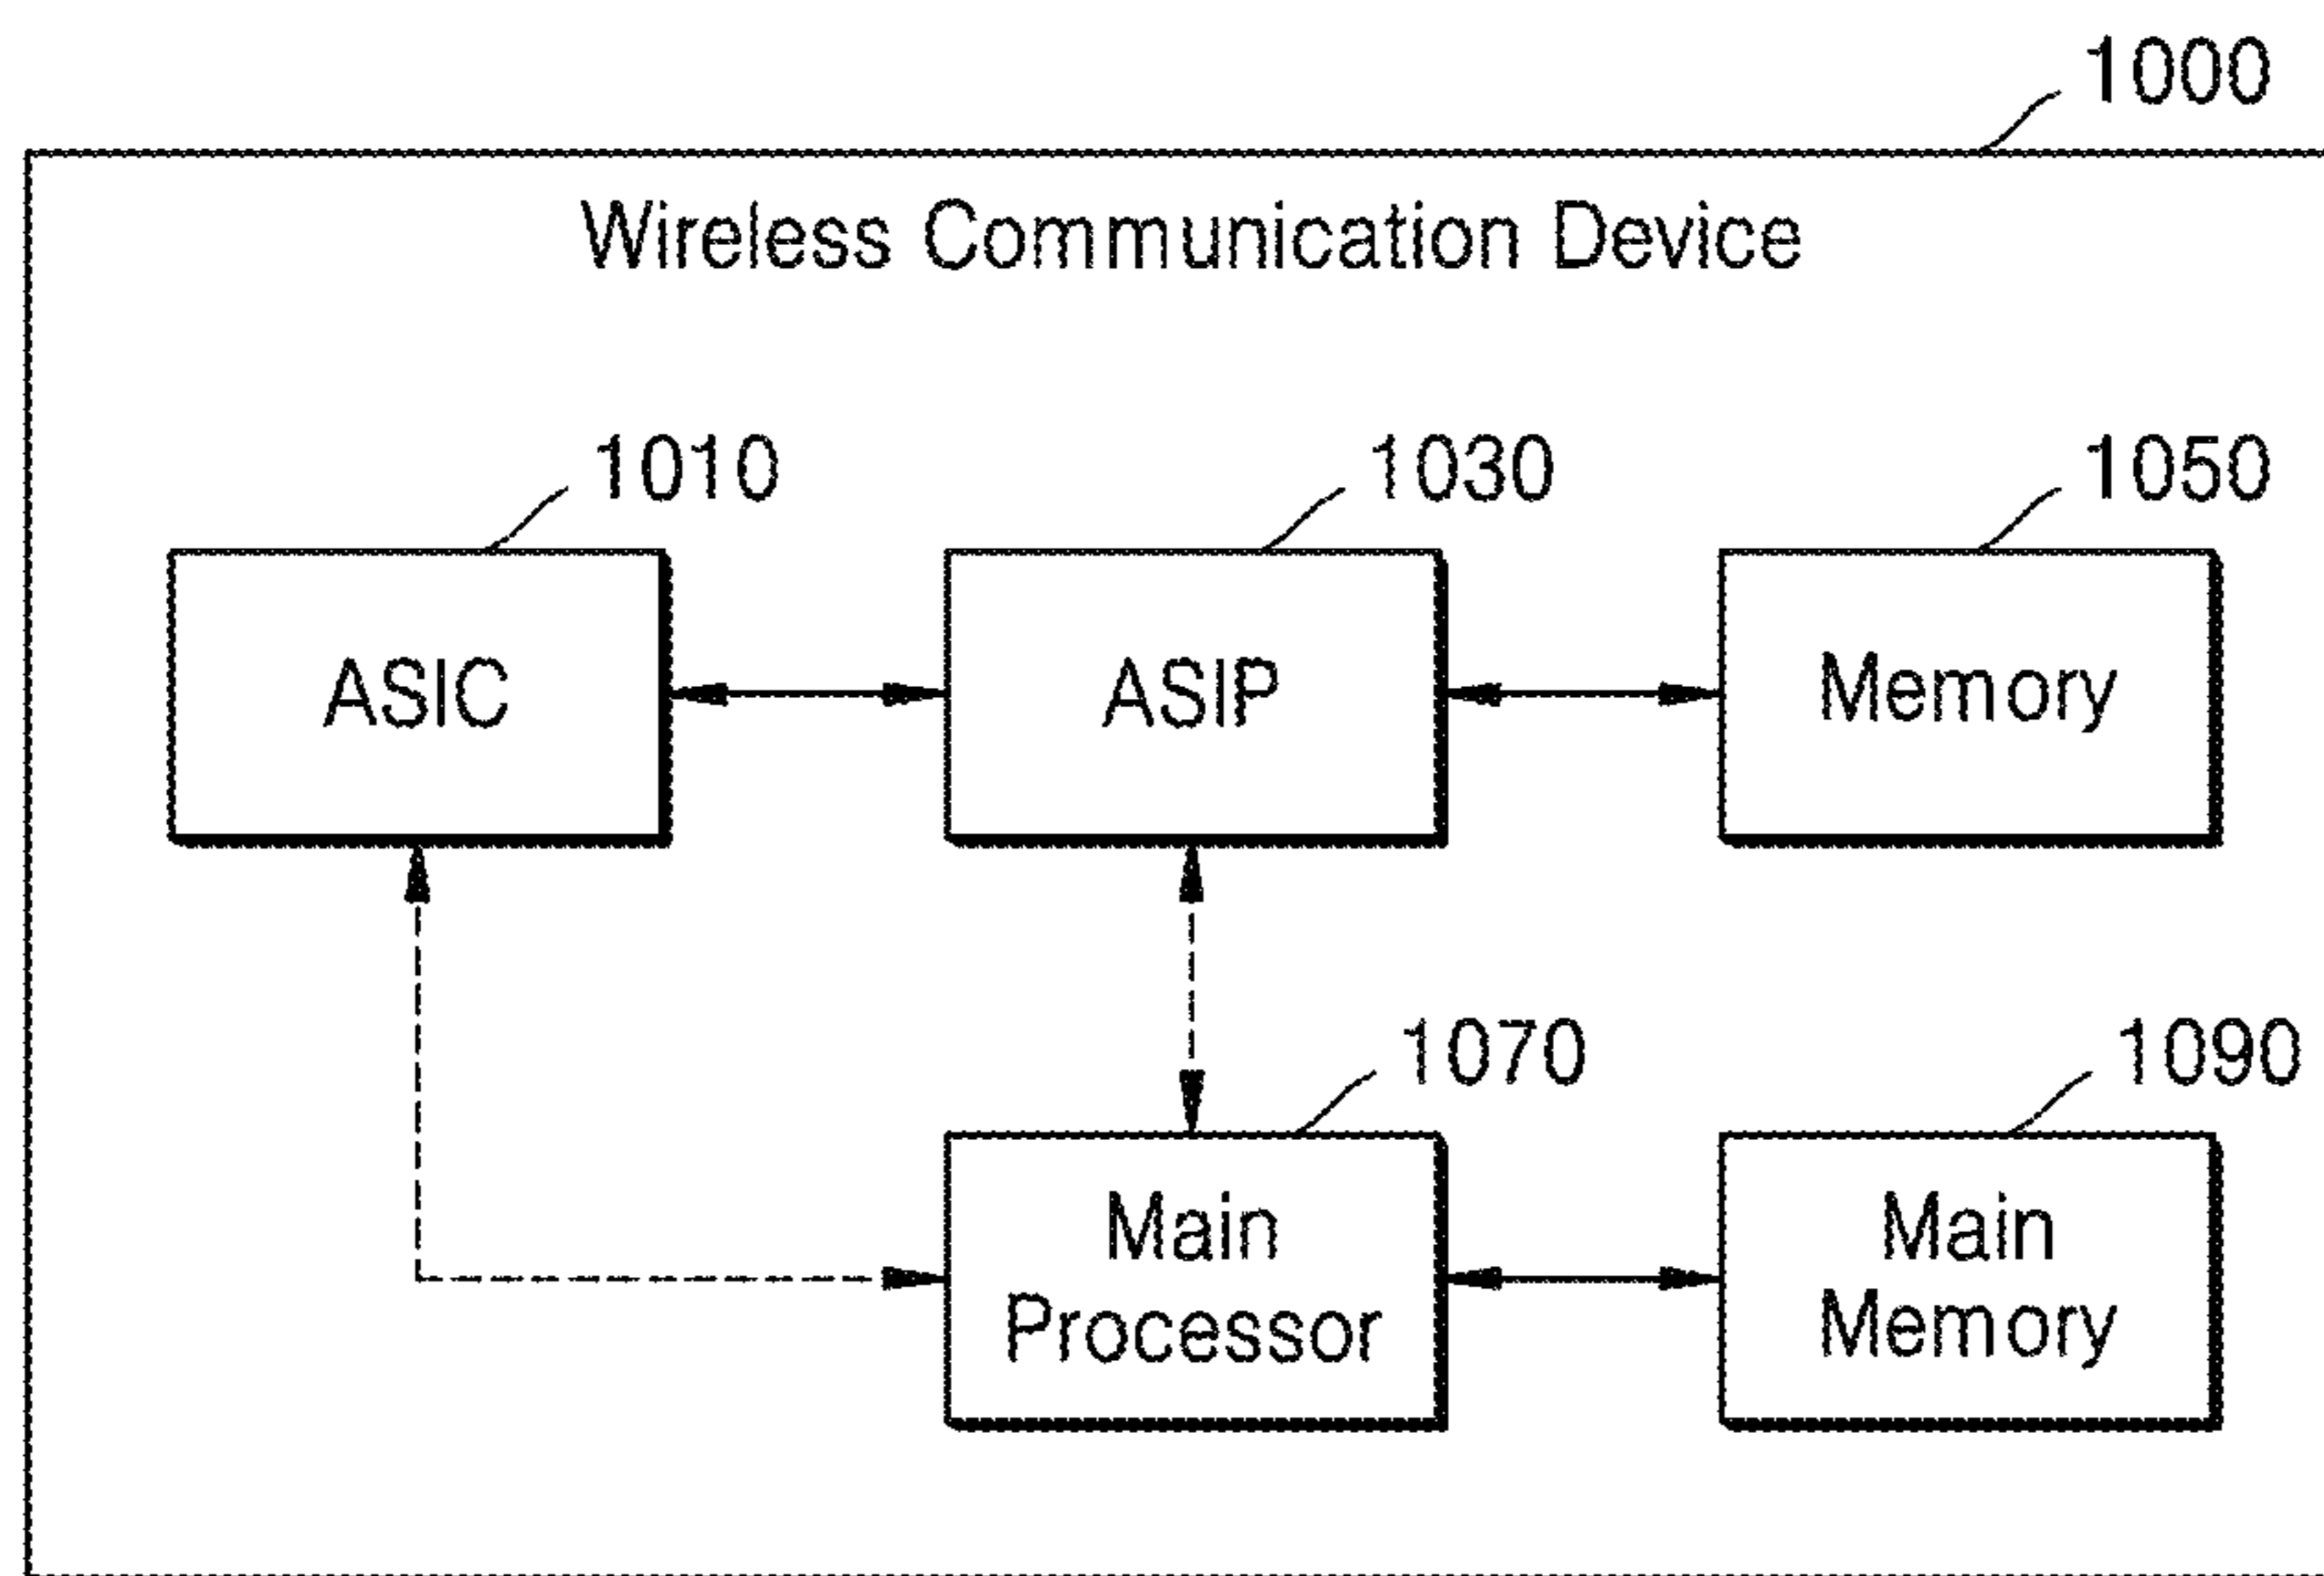 1000
Wireless Communication Device
1010
1030
1050
ASIC
ASIP
Memory
1070
1090
Main
Processor
Main
Memory